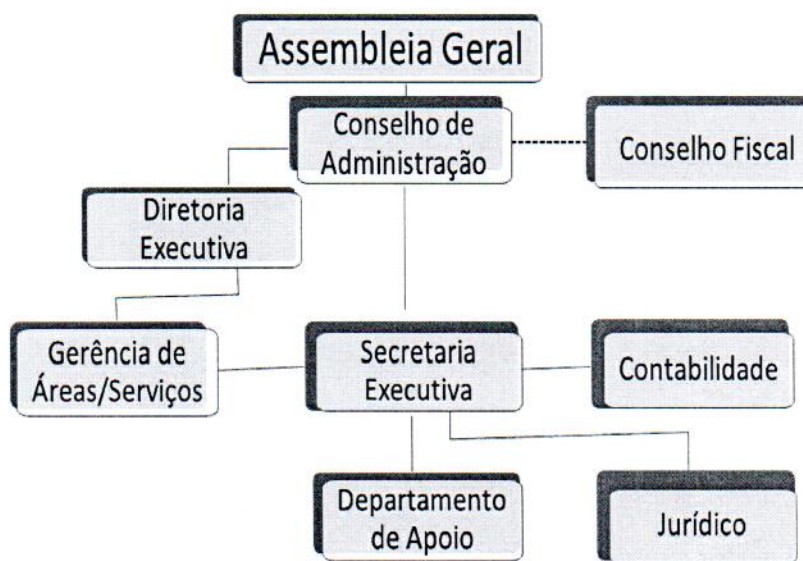 Assembleia Geral
Conselho de
Administração
Conselho Fiscal
Diretoria
Executiva
Gerência de
Áreas/Serviços
Secretaria
Executiva
Contabilidade
Departamento
de Apoio
Jurídico